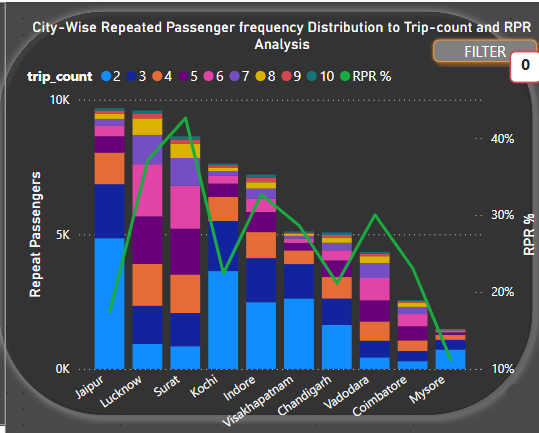 City-Wise Repeated Passenger frequency Distribution to Trip-count and RPR
Analysis
FILTER
0
trip_count 2 3 4 5 6 7 8 9 10 RPR %
10K
5K
0K
Repeat Passengers
40%
30%
20%
10%
RPR %
Jaipur
Lucknow
Surat
Kochi
Indore
Visakhapatnam
Chandigarh
Vadodara
Coimbatore
Mysore